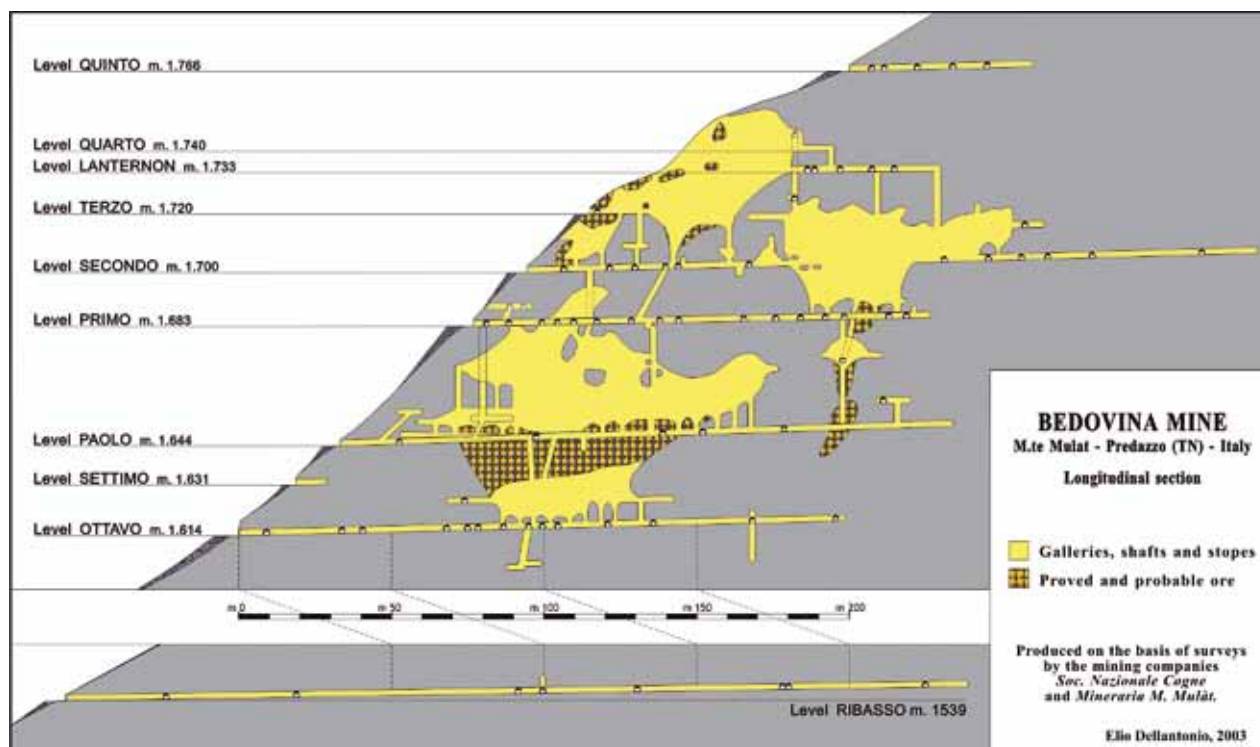 Level QUINTO m. 1.766
Level QUARTO m. 1.740
Level LANTERNON m. 1.733
Level TERZO m. 1.720
Level SECONDO m. 1.700
Level PRIMO m. 1.683
Level PAOLO m. 1.644
Level SETTIMO m. 1.631
Level OTTAVO m. 1.614
m 0
m 50
m 100
m 150
m 200
Level RIBASSO m. 1539
BEDOVINA MINE
M.te Mulat - Predazzo (TN) - Italy
Longitudinal section
Galleries, shafts and stopes
Proved and probable ore
Produced on the basis of surveys
by the mining companies
Soc. Nazionale Cogne
and Mineraria M. Mulàt.
Elio Dellantonio, 2003